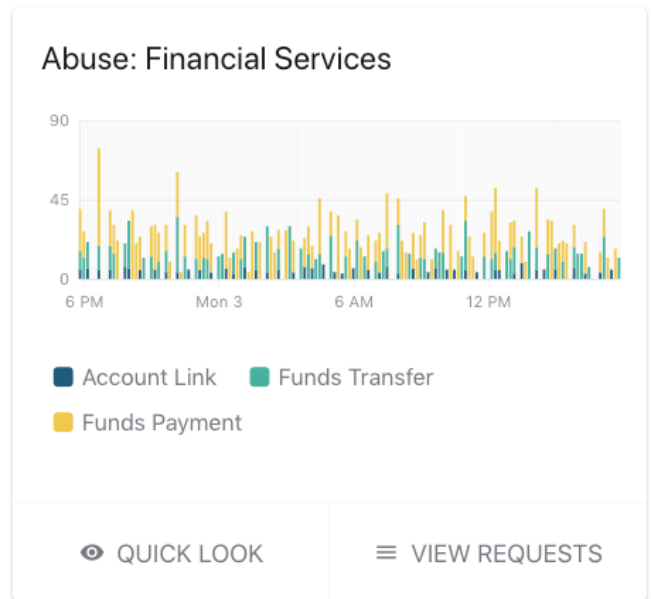 Abuse: Financial Services
90
45
0
6 PM Mon 3 6 AM 12 PM
Account Link Funds Transfer
Funds Payment
QUICK LOOK VIEW REQUESTS